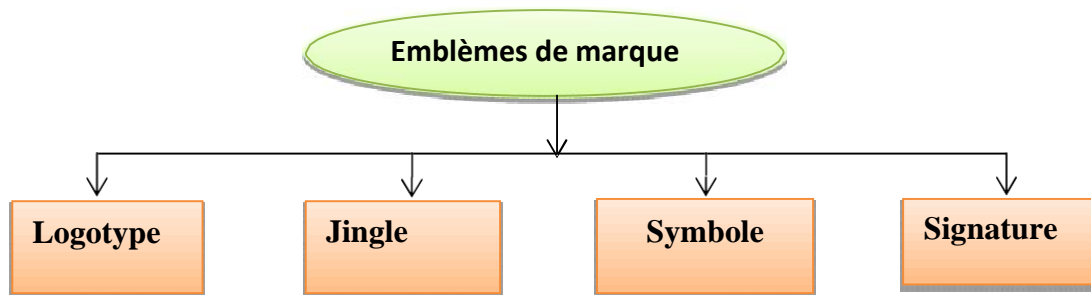 Emblèmes de marque
Logotype
Jingle
Symbole
Signature